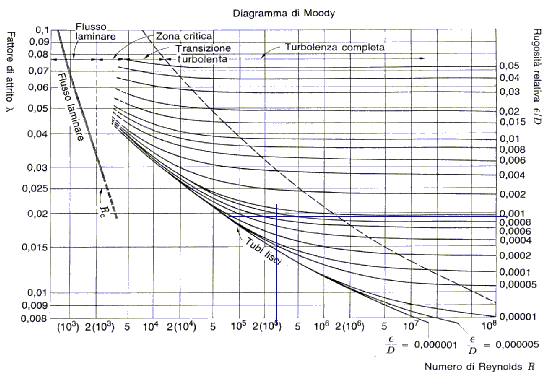 Diagramma di Moody
Fattore di attrito λ
0,1
0,09
0,08
0,07
0,06
0,05
0,04
0,03
0,025
0,02
0,015
0,01
0,009
0,008
Flusso
laminare
Zona critica
Transizione
turbolenta
Turbolenza completa
Flusso laminare
R_c
Tubi lisci
Rugosità relativa ϵ/D
0,05
0,04
0,03
0,02
0,015
0,01
0,008
0,006
0,004
0,002
0,001
0,0008
0,0006
0,0004
0,0002
0,0001
0,00005
0,00001
(10³) 2(10³) 5 10⁴ 2(10⁴) 5 10⁵ 2(10⁵) 5 10⁶ 2(10⁶) 5 10⁷ 10⁸
ϵ/D = 0,000001 ϵ/D = 0,000005
Numero di Reynolds R